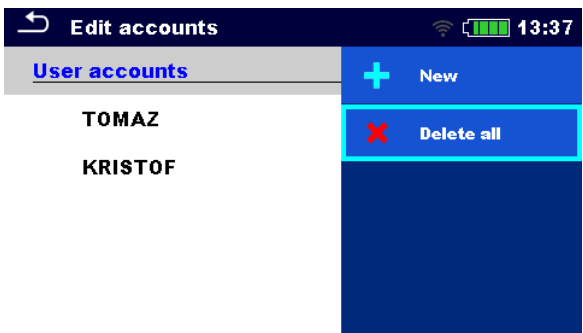 Edit accounts 13:37
User accounts
New
TOMAZ
Delete all
KRISTOF